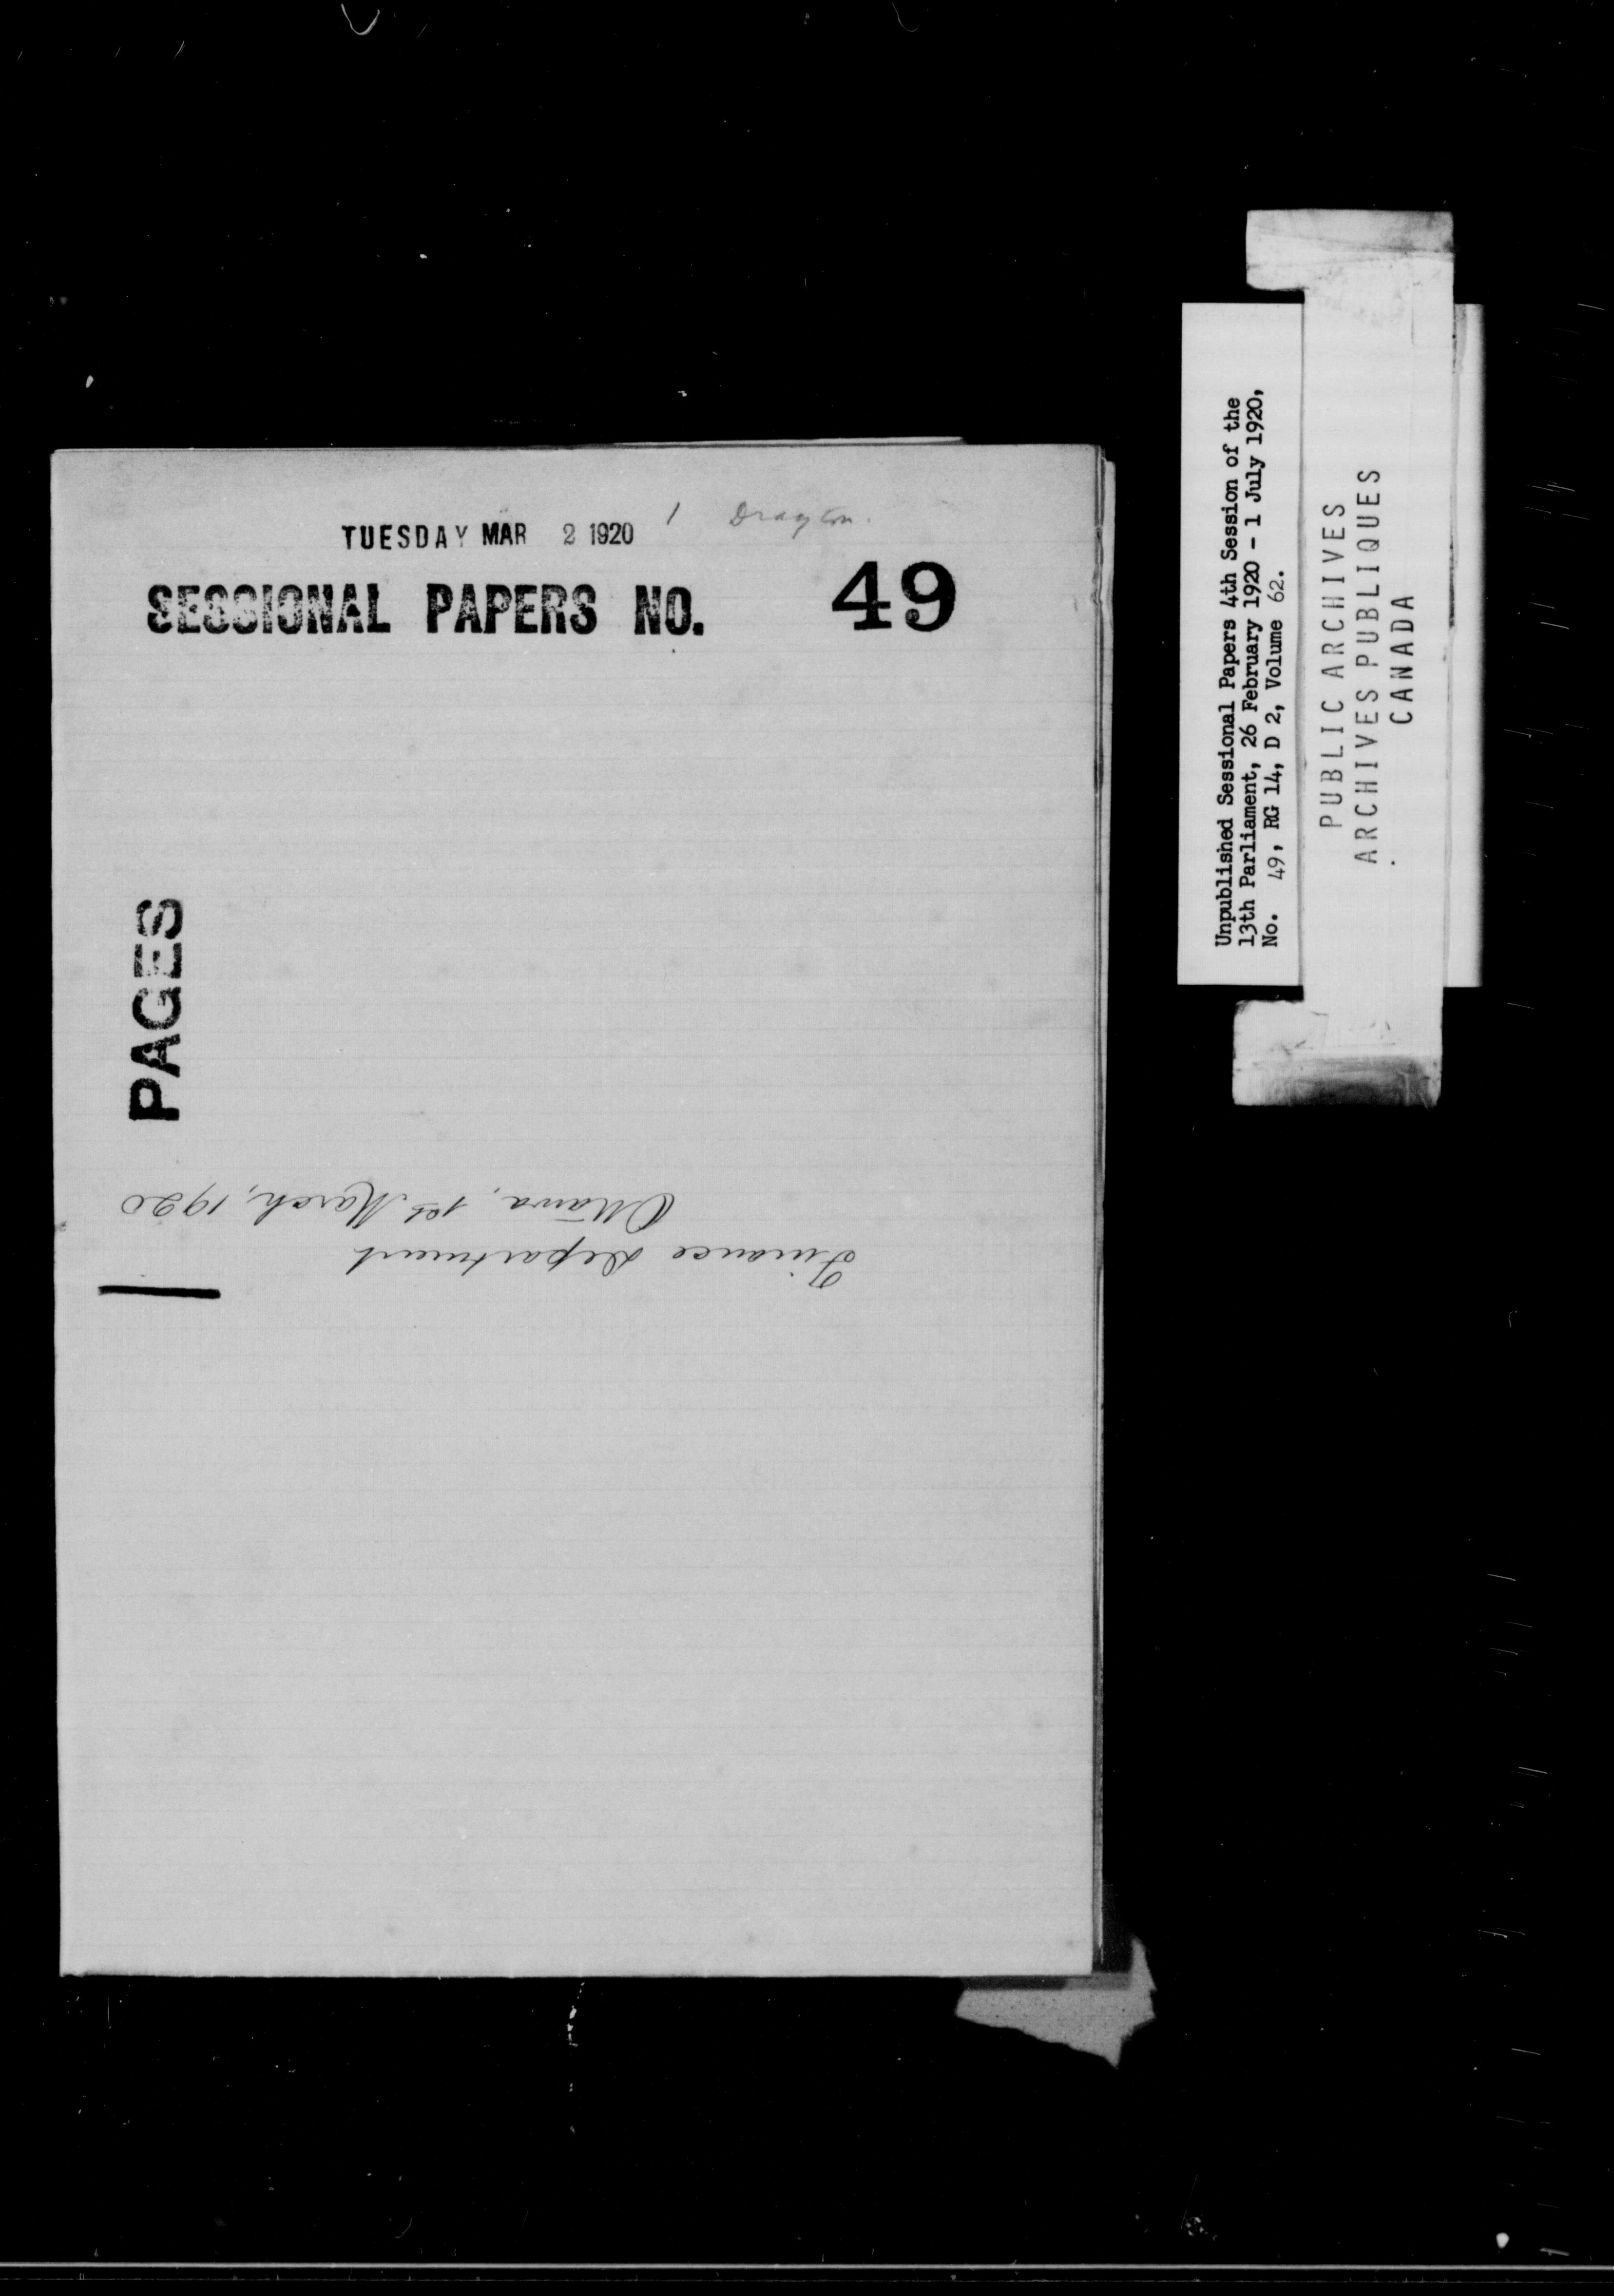 TUESDAY MAR 2 1920 / Drayton.
SESSIONAL PAPERS NO. 49
PAGES
Finance Department
Ottawa, 1st March, 1920
Unpublished Sessional Papers 4th Session of the
13th Parliament, 26 February 1920 - 1 July 1920,
No. 49, RG 14, D 2, Volume 62.
PUBLIC ARCHIVES
ARCHIVES PUBLIQUES
CANADA